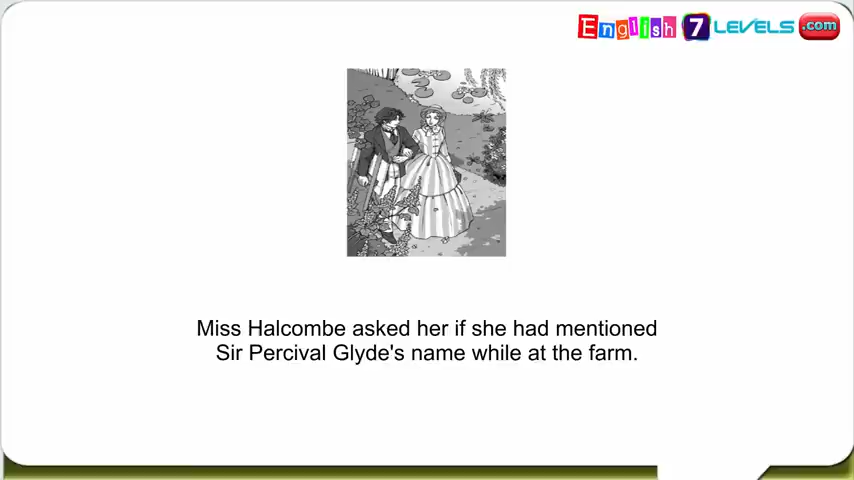 English 7 LEVELS .com
Miss Halcombe asked her if she had mentioned
Sir Percival Glyde's name while at the farm.